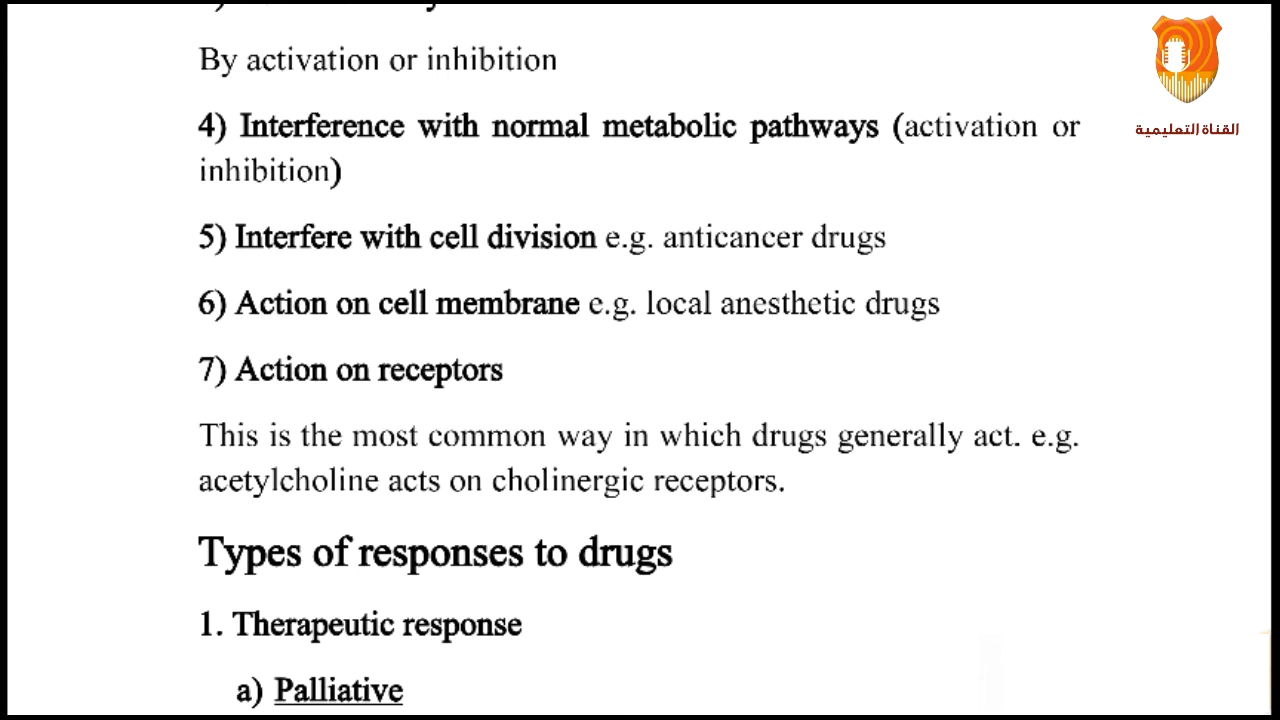 By activation or inhibition
4) Interference with normal metabolic pathways (activation or
inhibition)
5) Interfere with cell division e.g. anticancer drugs
6) Action on cell membrane e.g. local anesthetic drugs
7) Action on receptors
This is the most common way in which drugs generally act. e.g.
acetylcholine acts on cholinergic receptors.
Types of responses to drugs
1. Therapeutic response
a) Palliative
القناة التعليمية